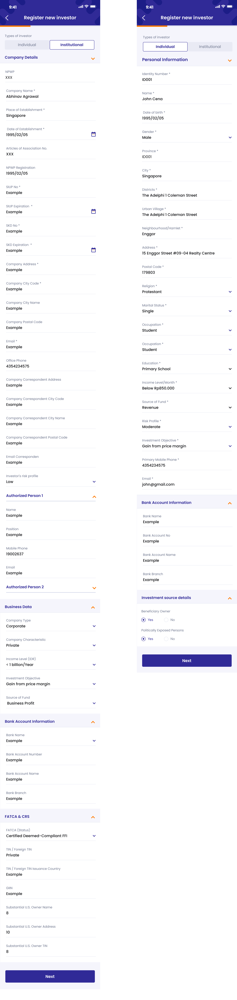 9:41
Register new investor
Types of investor
Individual
Institutional
Company Details
NPWP
XXX
Company Name *
Abhinav Agrawal
Place of Establishment *
Singapore
Date of Establishment *
1995/02/05
Articles of Association No.
XXX
NPWP Registration
1995/02/05
SIUP No *
Example
SIUP Expiration *
Example
SKD No *
Example
SKD Expiration *
Example
Company Address *
Example
Company City Code *
Example
Company City Name
Example
Company Postal Code
Example
Email *
Example
Office Phone
4354234575
Company Correspondent Address
Example
Company Correspondent City Code
Example
Company Correspondent City Name
Example
Company Correspondent Postal Code
Example
Email Corresponden
Example
Investor's risk profile
Low
Authorized Person 1
Name
Example
Position
Example
Mobile Phone
19002637
Email
Example
Authorized Person 2
Business Data
Company Type
Corporate
Company Characteristic
Private
Income Level (IDR)
< 1 billion/Year
Investment Objective
Gain from price margin
Source of Fund
Business Profit
Bank Account Information
Bank Name
Example
Bank Account Number
Example
Bank Account Name
Example
Bank Branch
Example
FATCA & CRS
FATCA (Status)
Certified Deemed-Compliant FFI
TIN / Foreign TIN
Private
TIN / Foreign TIN Issuance Country
Example
GIIN
Example
Substantial U.S. Owner Name
8
Substantial U.S. Owner Address
10
Substantial U.S. Owner TIN
8
Next
9:41
Register new investor
Types of investor
Individual
Institutional
Personal Information
Identity Number *
ID001
Name *
John Cena
Date of birth *
1995/02/05
Gender *
Male
Province *
ID001
City *
Singapore
Districts *
The Adelphi 1 Coleman Street
Urban Village *
The Adelphi 1 Coleman Street
Neighbourhood/Hamlet *
Enggor
Address *
15 Enggor Street #09-04 Realty Centre
Postal Code *
179803
Religion *
Protestant
Marital Status *
Single
Occupation *
Student
Occupation *
Student
Education *
Primary School
Income Level/Month *
Below Rp850.000
Source of Fund *
Revenue
Risk Profile *
Moderate
Investment Objective *
Gain from price margin
Primary Mobile Phone *
4354234575
Email *
john@gmail.com
Bank Account Information
Bank Name
Example
Bank Account No
Example
Bank Account Name
Example
Bank Branch
Example
Investment source details
Beneficiary Owner
Yes
No
Politically Exposed Persons
Yes
No
Next